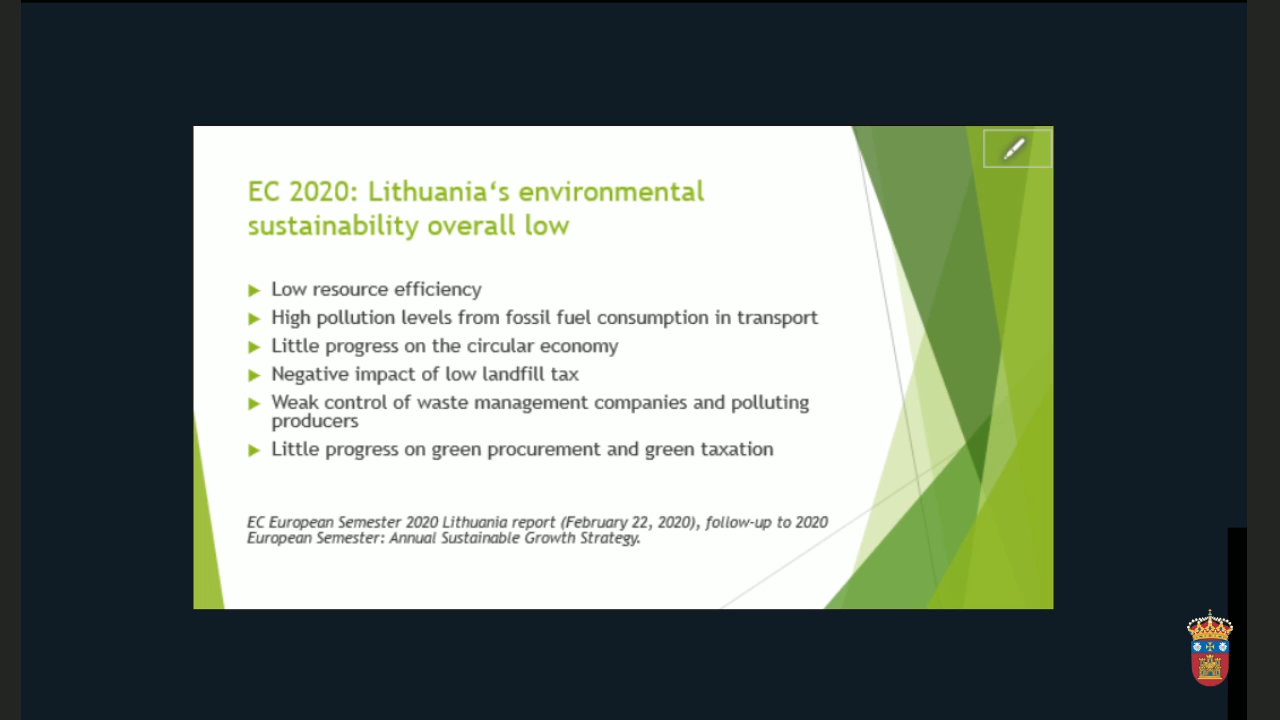 EC 2020: Lithuania‘s environmental
sustainability overall low
Low resource efficiency
High pollution levels from fossil fuel consumption in transport
Little progress on the circular economy
Negative impact of low landfill tax
Weak control of waste management companies and polluting
producers
Little progress on green procurement and green taxation
EC European Semester 2020 Lithuania report (February 22, 2020), follow-up to 2020
European Semester: Annual Sustainable Growth Strategy.